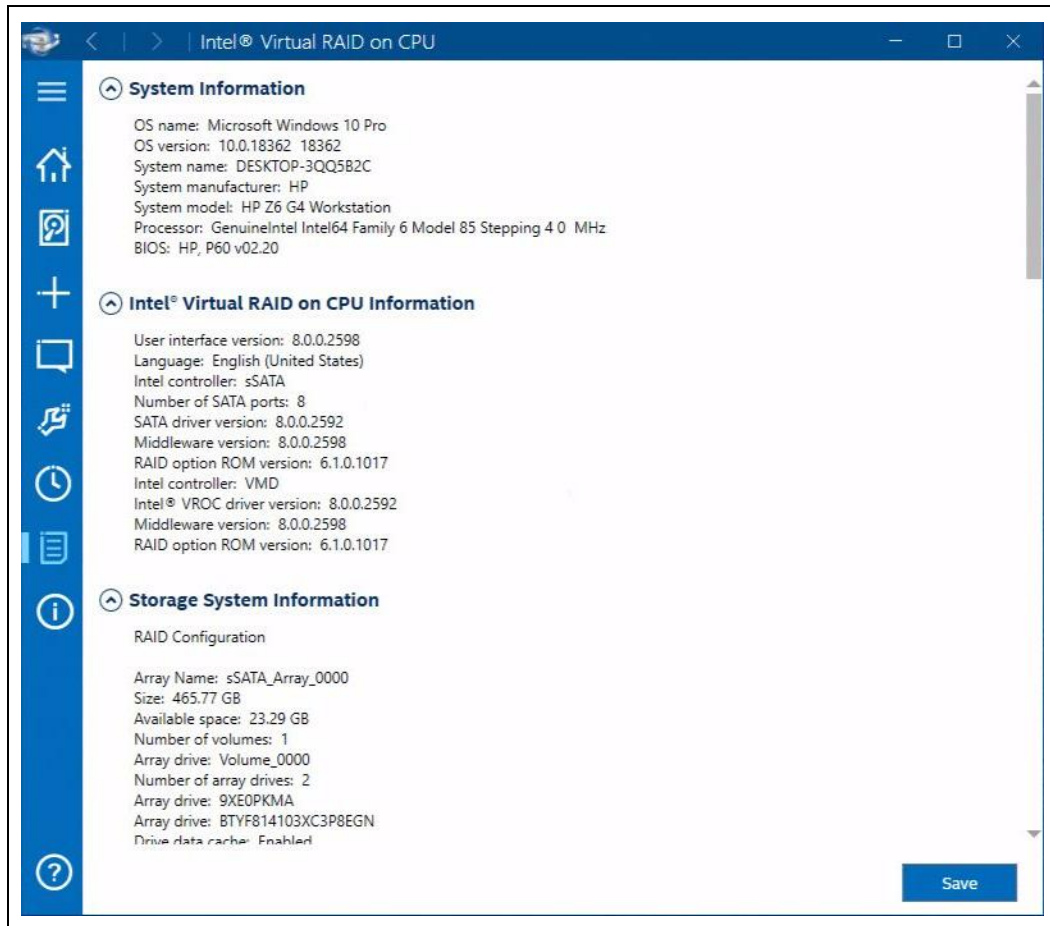 Intel® Virtual RAID on CPU
System Information
OS name: Microsoft Windows 10 Pro
OS version: 10.0.18362 18362
System name: DESKTOP-3QQ5B2C
System manufacturer: HP
System model: HP Z6 G4 Workstation
Processor: GenuineIntel Intel64 Family 6 Model 85 Stepping 4 0 MHz
BIOS: HP, P60 v02.20
Intel® Virtual RAID on CPU Information
User interface version: 8.0.0.2598
Language: English (United States)
Intel controller: sSATA
Number of SATA ports: 8
SATA driver version: 8.0.0.2592
Middleware version: 8.0.0.2598
RAID option ROM version: 6.1.0.1017
Intel controller: VMD
Intel® VROC driver version: 8.0.0.2592
Middleware version: 8.0.0.2598
RAID option ROM version: 6.1.0.1017
Storage System Information
RAID Configuration
Array Name: sSATA_Array_0000
Size: 465.77 GB
Available space: 23.29 GB
Number of volumes: 1
Array drive: Volume_0000
Number of array drives: 2
Array drive: 9XE0PKMA
Array drive: BTYF814103XC3P8EGN
Drive data cache: Enabled
Save